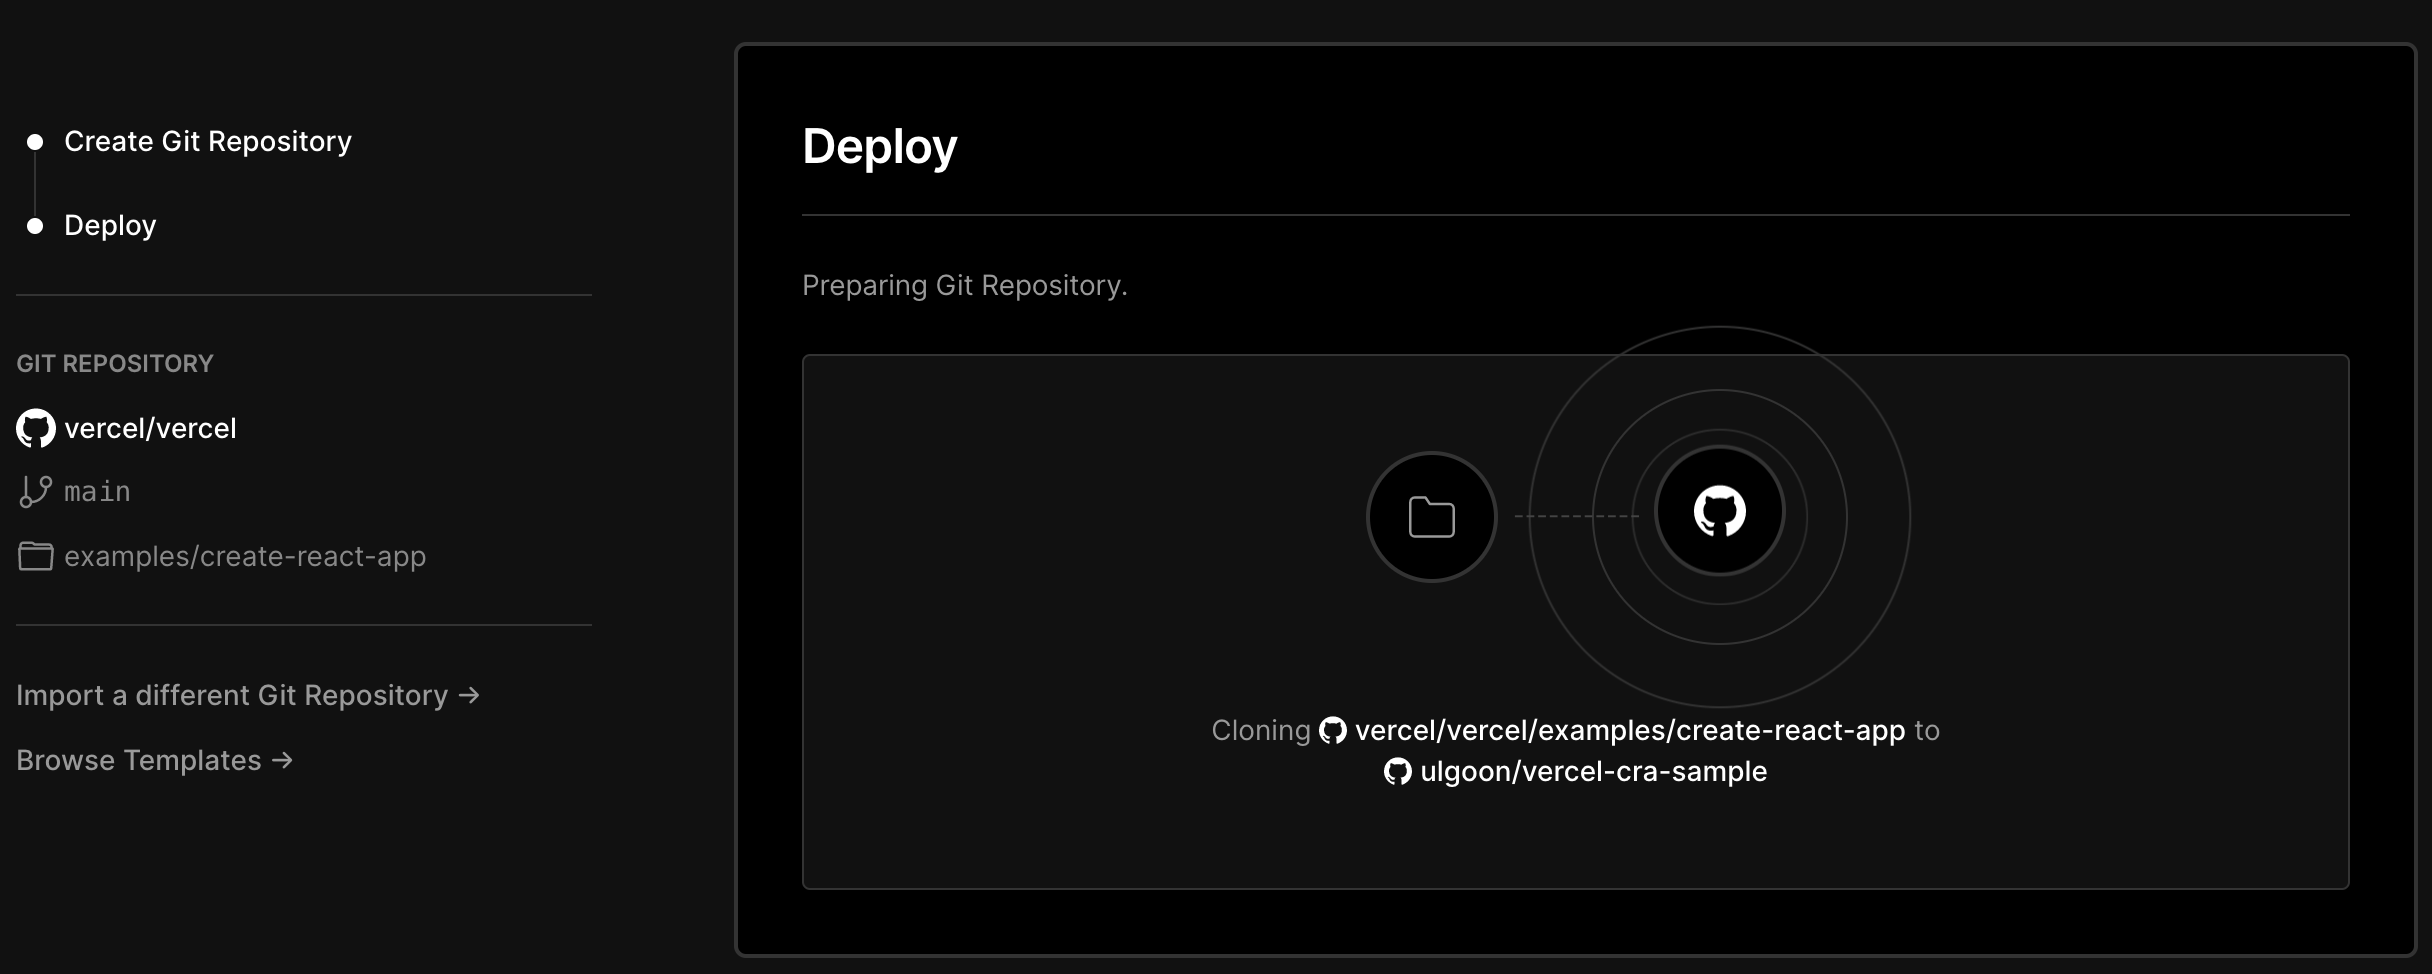 Create Git Repository
Deploy
GIT REPOSITORY
vercel/vercel
main
examples/create-react-app
Import a different Git Repository →
Browse Templates →
Deploy
Preparing Git Repository.
Cloning vercel/vercel/examples/create-react-app to
ulgoon/vercel-cra-sample